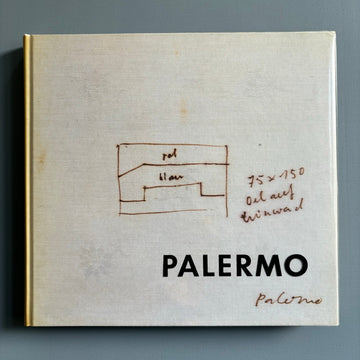 rot
blau
75 x 150
Oel auf
Leinwand
PALERMO
Palermo